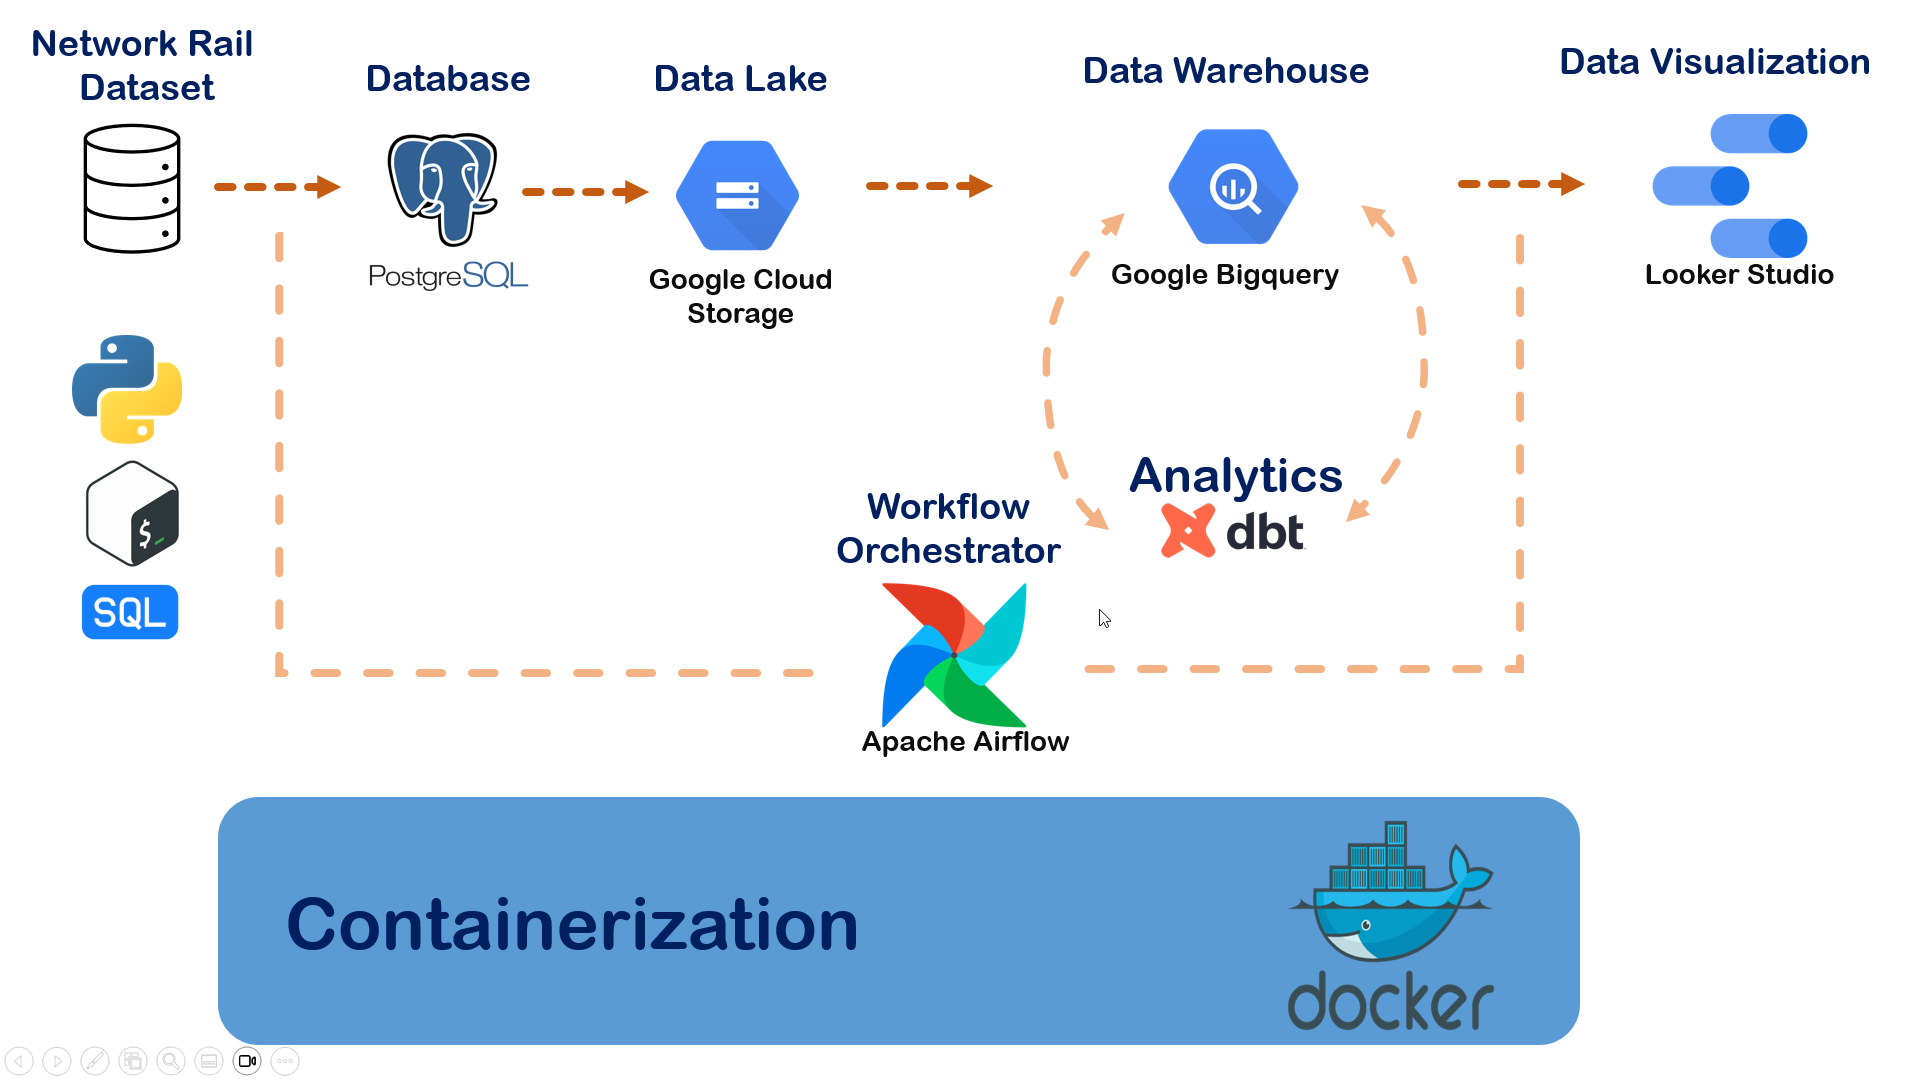 Network Rail
Dataset
Database
Data Lake
Data Warehouse
Data Visualization
PostgreSQL
Google Cloud
Storage
Google Bigquery
Looker Studio
$_
SQL
Analytics
dbt
Workflow
Orchestrator
Apache Airflow
Containerization
docker